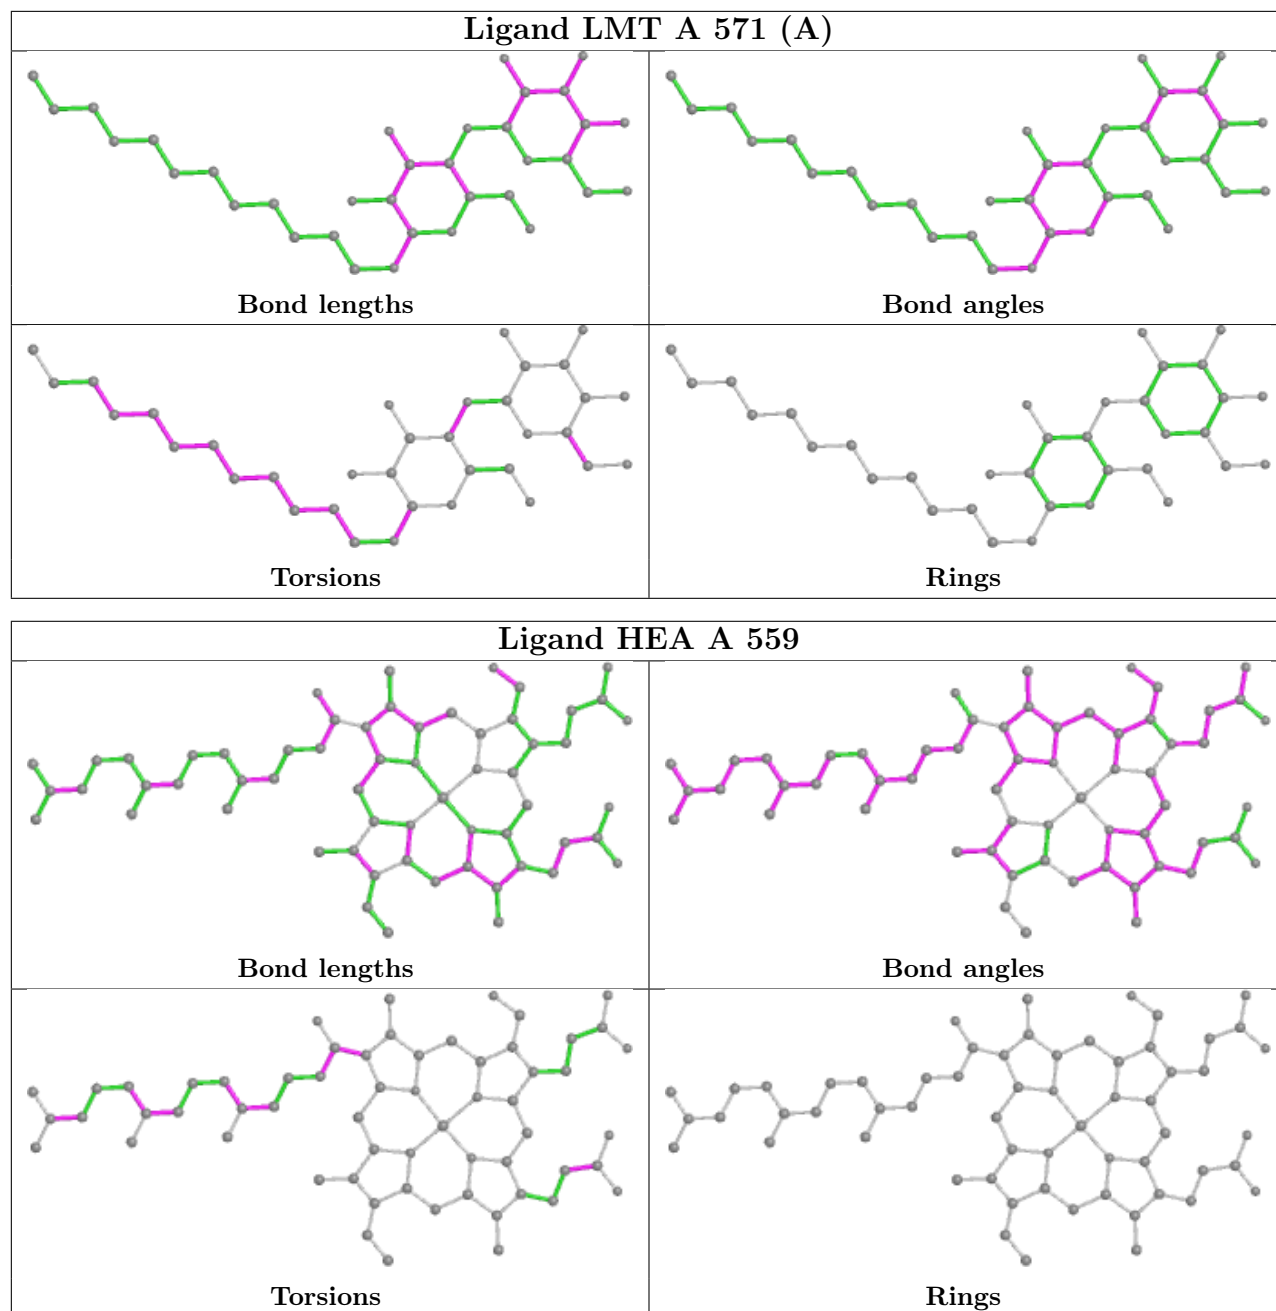 Ligand LMT A 571 (A)
Bond lengths
Bond angles
Torsions
Rings
Ligand HEA A 559
Bond lengths
Bond angles
Torsions
Rings